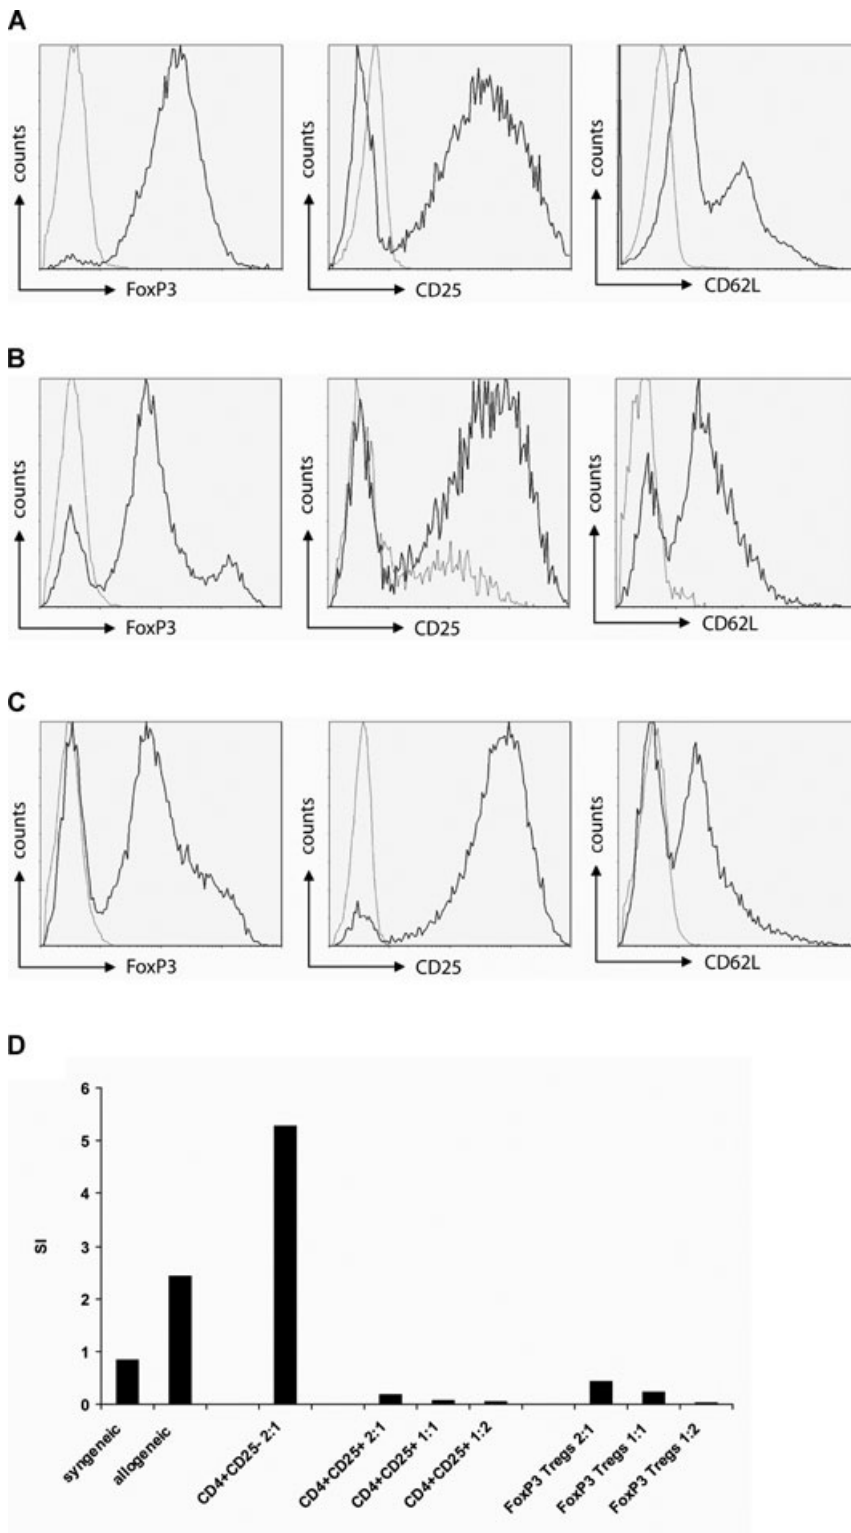 A
counts
FoxP3
counts
CD25
counts
CD62L
B
counts
FoxP3
counts
CD25
counts
CD62L
C
counts
FoxP3
counts
CD25
counts
CD62L
D
6
5
4
3
2
1
0
SI
syngeneic
allogeneic
CD4+CD25- 2:1
CD4+CD25+ 2:1
CD4+CD25+ 1:1
CD4+CD25+ 1:2
FoxP3 Tregs 2:1
FoxP3 Tregs 1:1
FoxP3 Tregs 1:2